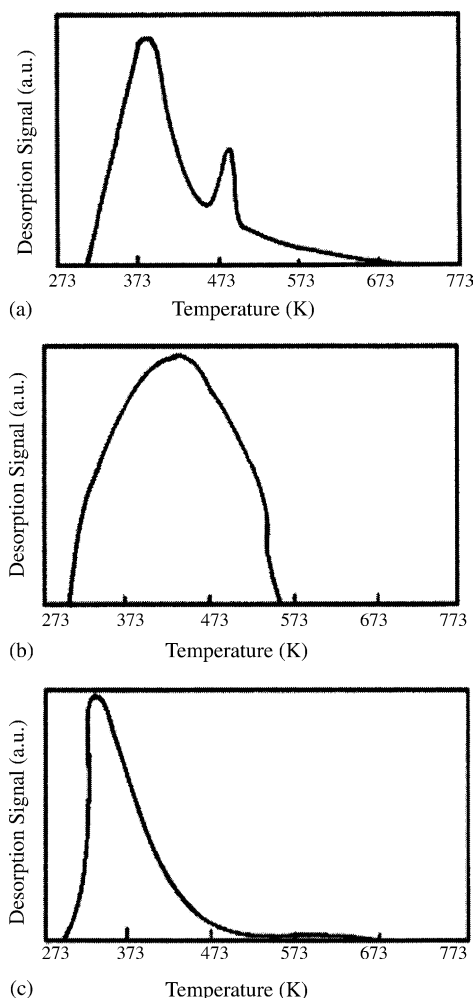 Desorption Signal (a.u.)
273 373 473 573 673 773
(a) Temperature (K)
Desorption Signal (a.u.)
273 373 473 573 673 773
(b) Temperature (K)
Desorption Signal (a.u.)
273 373 473 573 673 773
(c) Temperature (K)